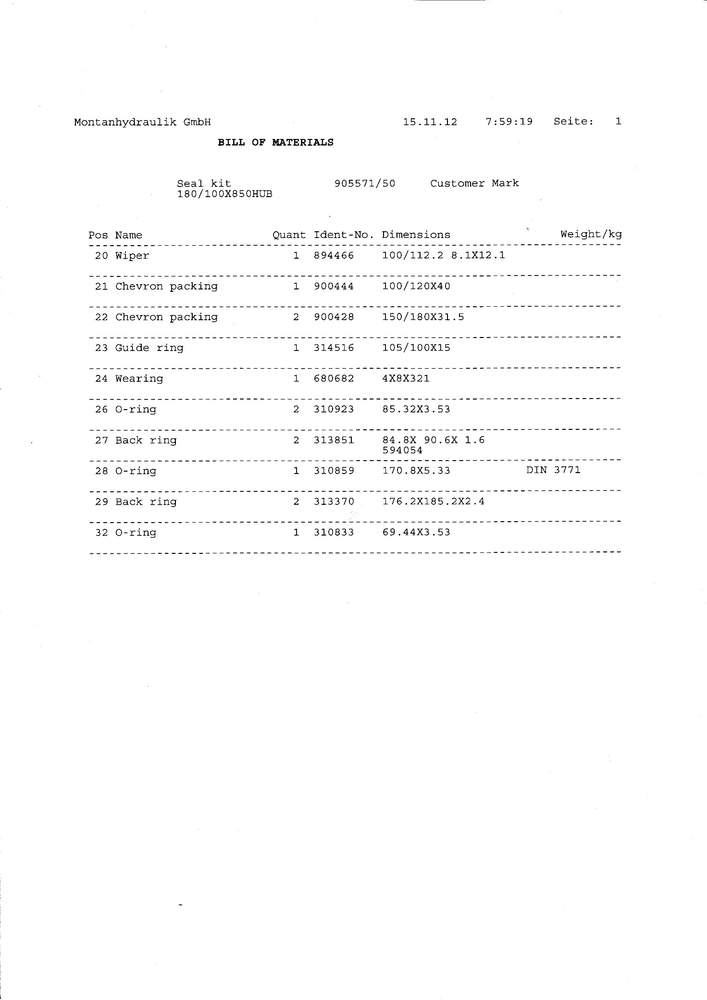 Montanhydraulik GmbH 15.11.12 7:59:19 Seite: 1
BILL OF MATERIALS
Seal kit 905571/50 Customer Mark
180/100X850HUB
Pos Name Quant Ident-No. Dimensions Weight/kg
20 Wiper 1 894466 100/112.2 8.1X12.1
21 Chevron packing 1 900444 100/120X40
22 Chevron packing 2 900428 150/180X31.5
23 Guide ring 1 314516 105/100X15
24 Wearing 1 680682 4X8X321
26 O-ring 2 310923 85.32X3.53
27 Back ring 2 313851 84.8X 90.6X 1.6
594054
28 O-ring 1 310859 170.8X5.33 DIN 3771
29 Back ring 2 313370 176.2X185.2X2.4
32 O-ring 1 310833 69.44X3.53